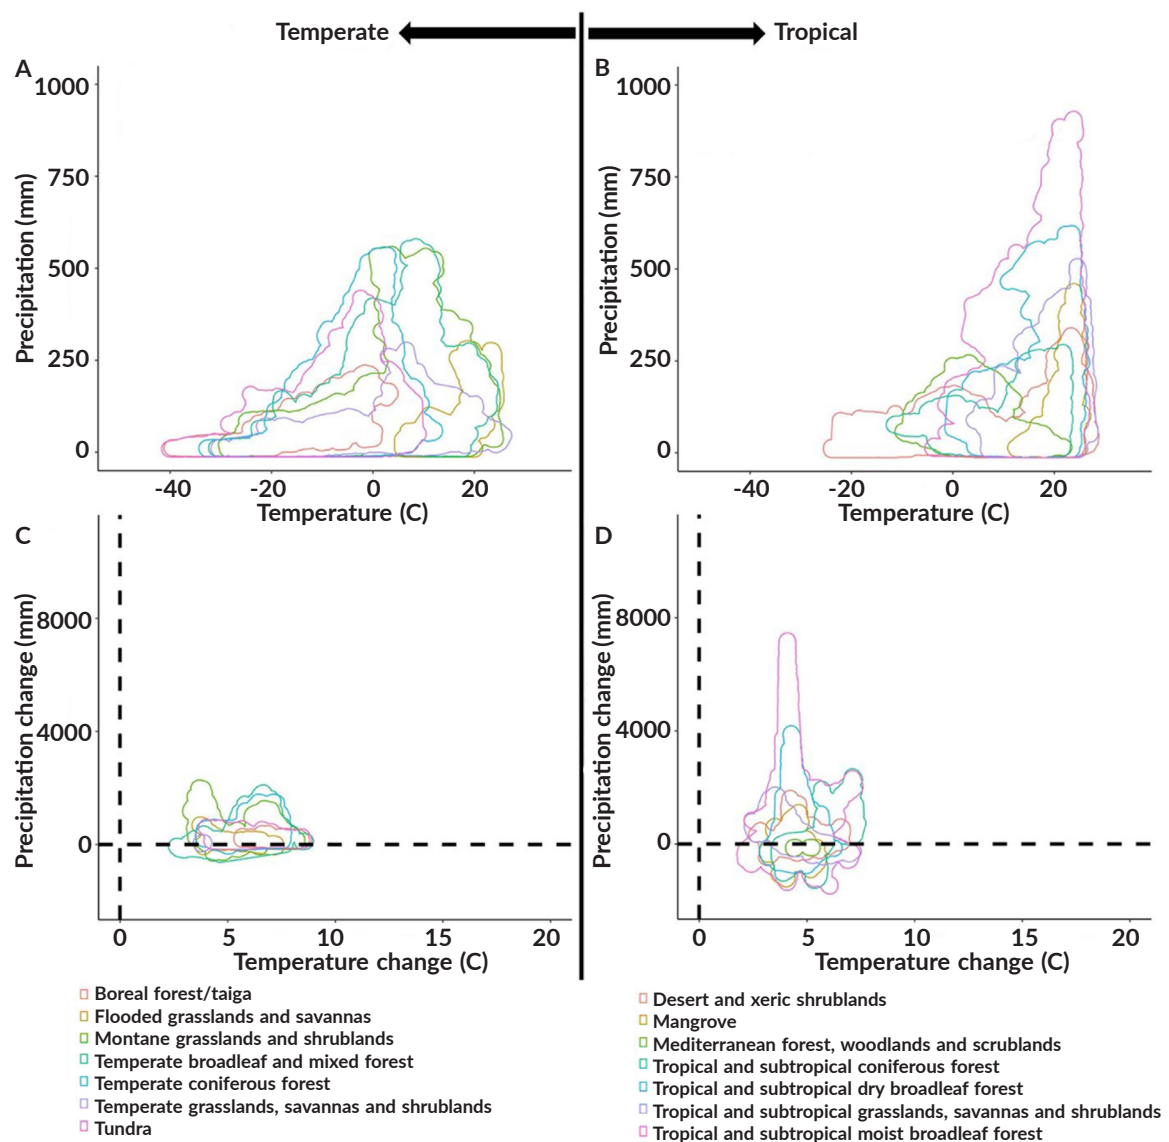 Temperate
Tropical
A
1000
750
500
250
0
Precipitation (mm)
-40
-20
0
20
Temperature (C)
B
1000
750
500
250
0
Precipitation (mm)
-40
-20
0
20
Temperature (C)
C
8000
4000
0
Precipitation change (mm)
0
5
10
15
20
Temperature change (C)
D
8000
4000
0
Precipitation change (mm)
0
5
10
15
20
Temperature change (C)
Boreal forest/taiga
Flooded grasslands and savannas
Montane grasslands and shrublands
Temperate broadleaf and mixed forest
Temperate coniferous forest
Temperate grasslands, savannas and shrublands
Tundra
Desert and xeric shrublands
Mangrove
Mediterranean forest, woodlands and scrublands
Tropical and subtropical coniferous forest
Tropical and subtropical dry broadleaf forest
Tropical and subtropical grasslands, savannas and shrublands
Tropical and subtropical moist broadleaf forest